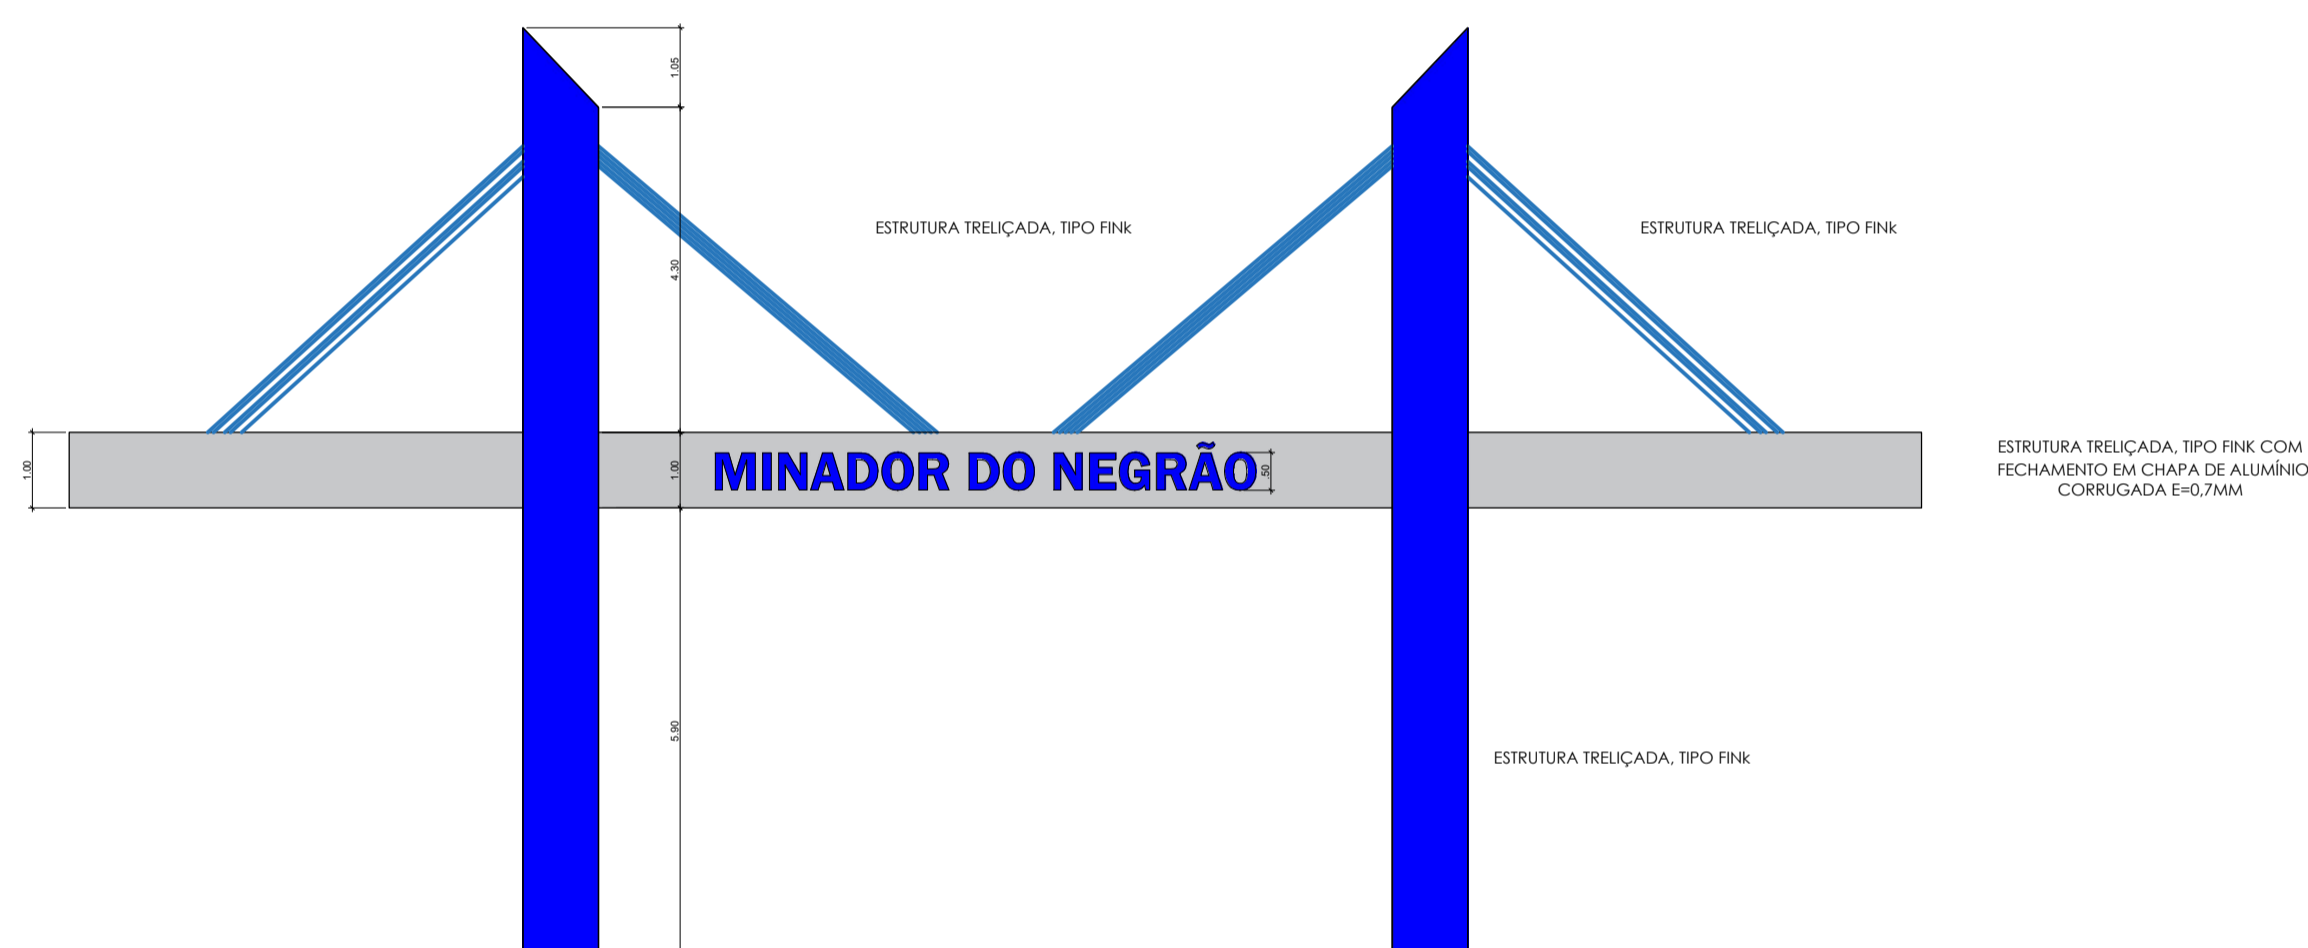 1.05
ESTRUTURA TRELIÇADA, TIPO FINk
ESTRUTURA TRELIÇADA, TIPO FINk
4.30
1.00
1.00
MINADOR DO NEGRÃO
.50
ESTRUTURA TRELIÇADA, TIPO FINK COM
FECHAMENTO EM CHAPA DE ALUMÍNIO
CORRUGADA E=0,7MM
5.90
ESTRUTURA TRELIÇADA, TIPO FINk